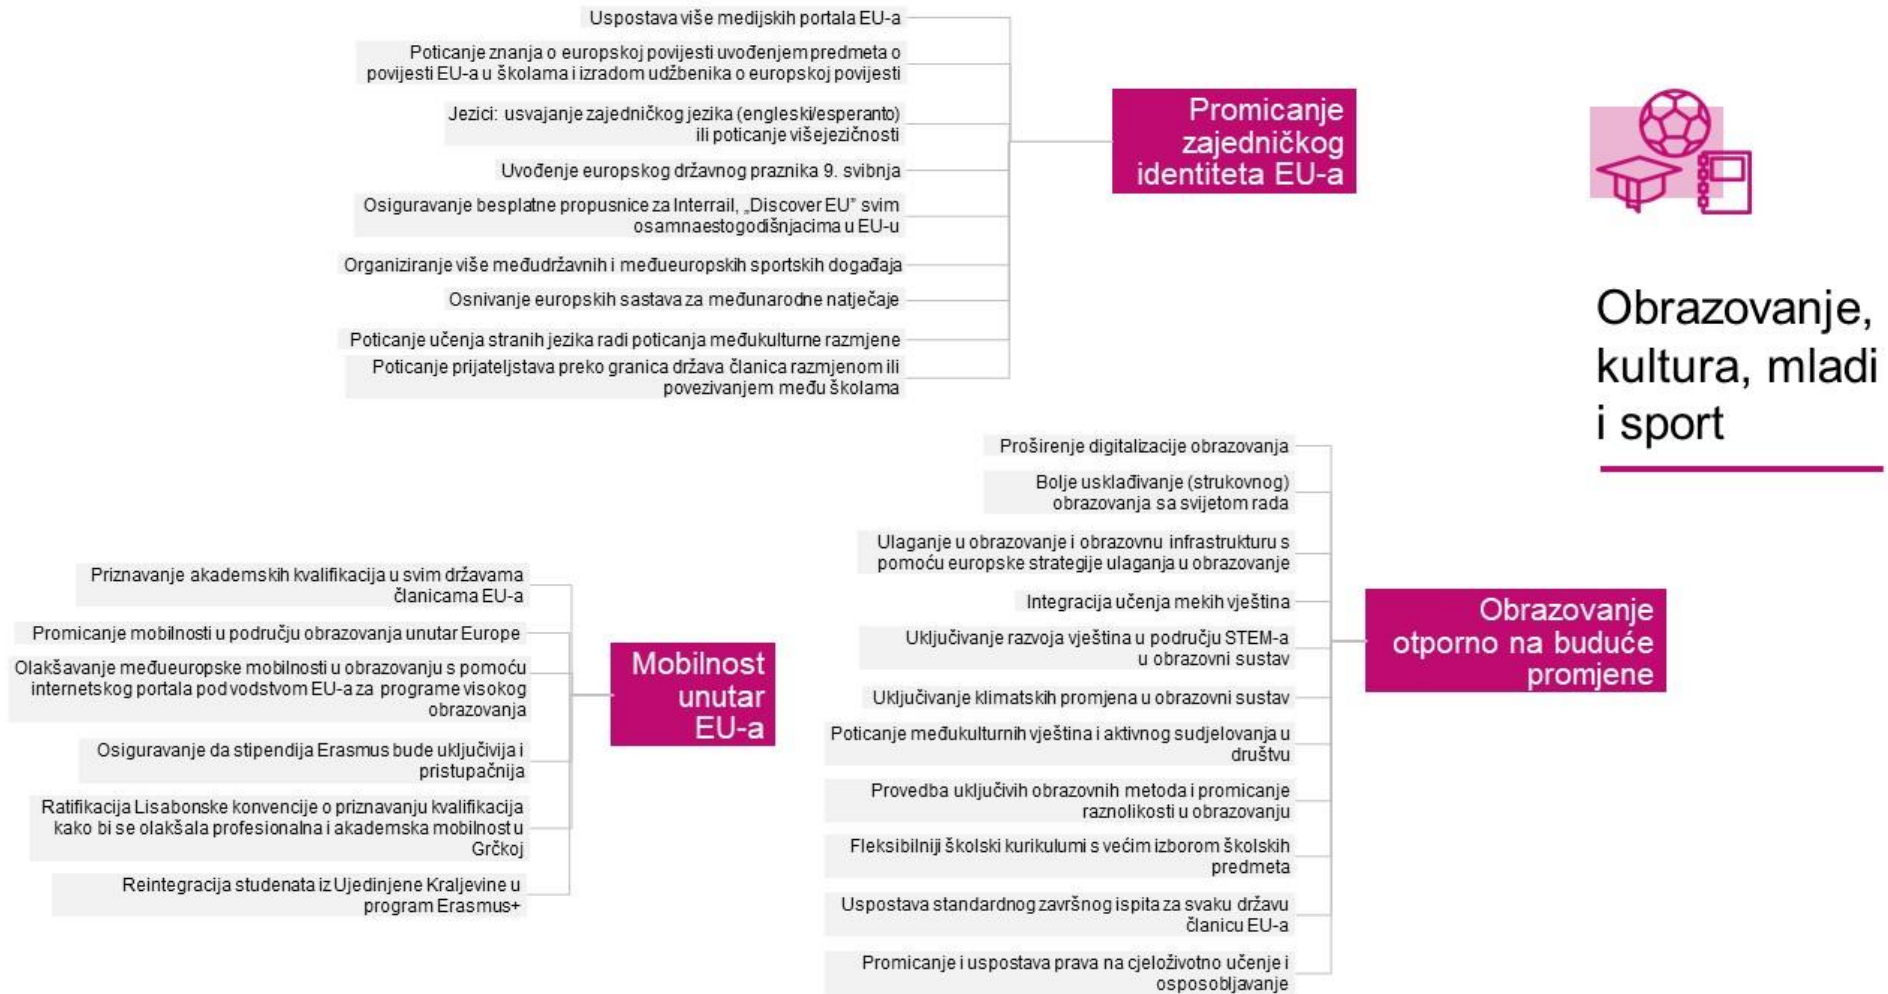 Uspostava više medijskih portala EU-a
Poticanje znanja o europskoj povijesti uvođenjem predmeta o
povijesti EU-a u školama i izradom udžbenika o europskoj povijesti
Jezici: usvajanje zajedničkog jezika (engleski/esperanto)
ili poticanje višejezičnosti
Uvođenje europskog državnog praznika 9. svibnja
Osiguravanje besplatne propusnice za Interrail, „Discover EU" svim
osamnaestogodišnjacima u EU-u
Organiziranje više međudržavnih i međueuropskih sportskih događaja
Osnivanje europskih sastava za međunarodne natječaje
Poticanje učenja stranih jezika radi poticanja međukulturne razmjene
Poticanje prijateljstava preko granica država članica razmjenom ili
povezivanjem među školama
Promicanje
zajedničkog
identiteta EU-a
Obrazovanje,
kultura, mladi
i sport
Proširenje digitalizacije obrazovanja
Bolje usklađivanje (strukovnog)
obrazovanja sa svijetom rada
Ulaganje u obrazovanje i obrazovnu infrastrukturu s
pomoću europske strategije ulaganja u obrazovanje
Integracija učenja mekih vještina
Uključivanje razvoja vještina u području STEM-a
u obrazovni sustav
Uključivanje klimatskih promjena u obrazovni sustav
Poticanje međukulturnih vještina i aktivnog sudjelovanja u
društvu
Provedba uključivih obrazovnih metoda i promicanje
raznolikosti u obrazovanju
Fleksibilniji školski kurikulumi s većim izborom školskih
predmeta
Uspostava standardnog završnog ispita za svaku državu
članicu EU-a
Promicanje i uspostava prava na cjeloživotno učenje i
osposobljavanje
Obrazovanje
otporno na buduće
promjene
Priznavanje akademskih kvalifikacija u svim državama
članicama EU-a
Promicanje mobilnosti u području obrazovanja unutar Europe
Olakšavanje međueuropske mobilnosti u obrazovanju s pomoću
internetskog portala pod vodstvom EU-a za programe visokog
obrazovanja
Osiguravanje da stipendija Erasmus bude uključivija i
pristupačnija
Ratifikacija Lisabonske konvencije o priznavanju kvalifikacija
kako bi se olakšala profesionalna i akademska mobilnost u
Grčkoj
Reintegracija studenata iz Ujedinjene Kraljevine u
program Erasmus+
Mobilnost
unutar
EU-a